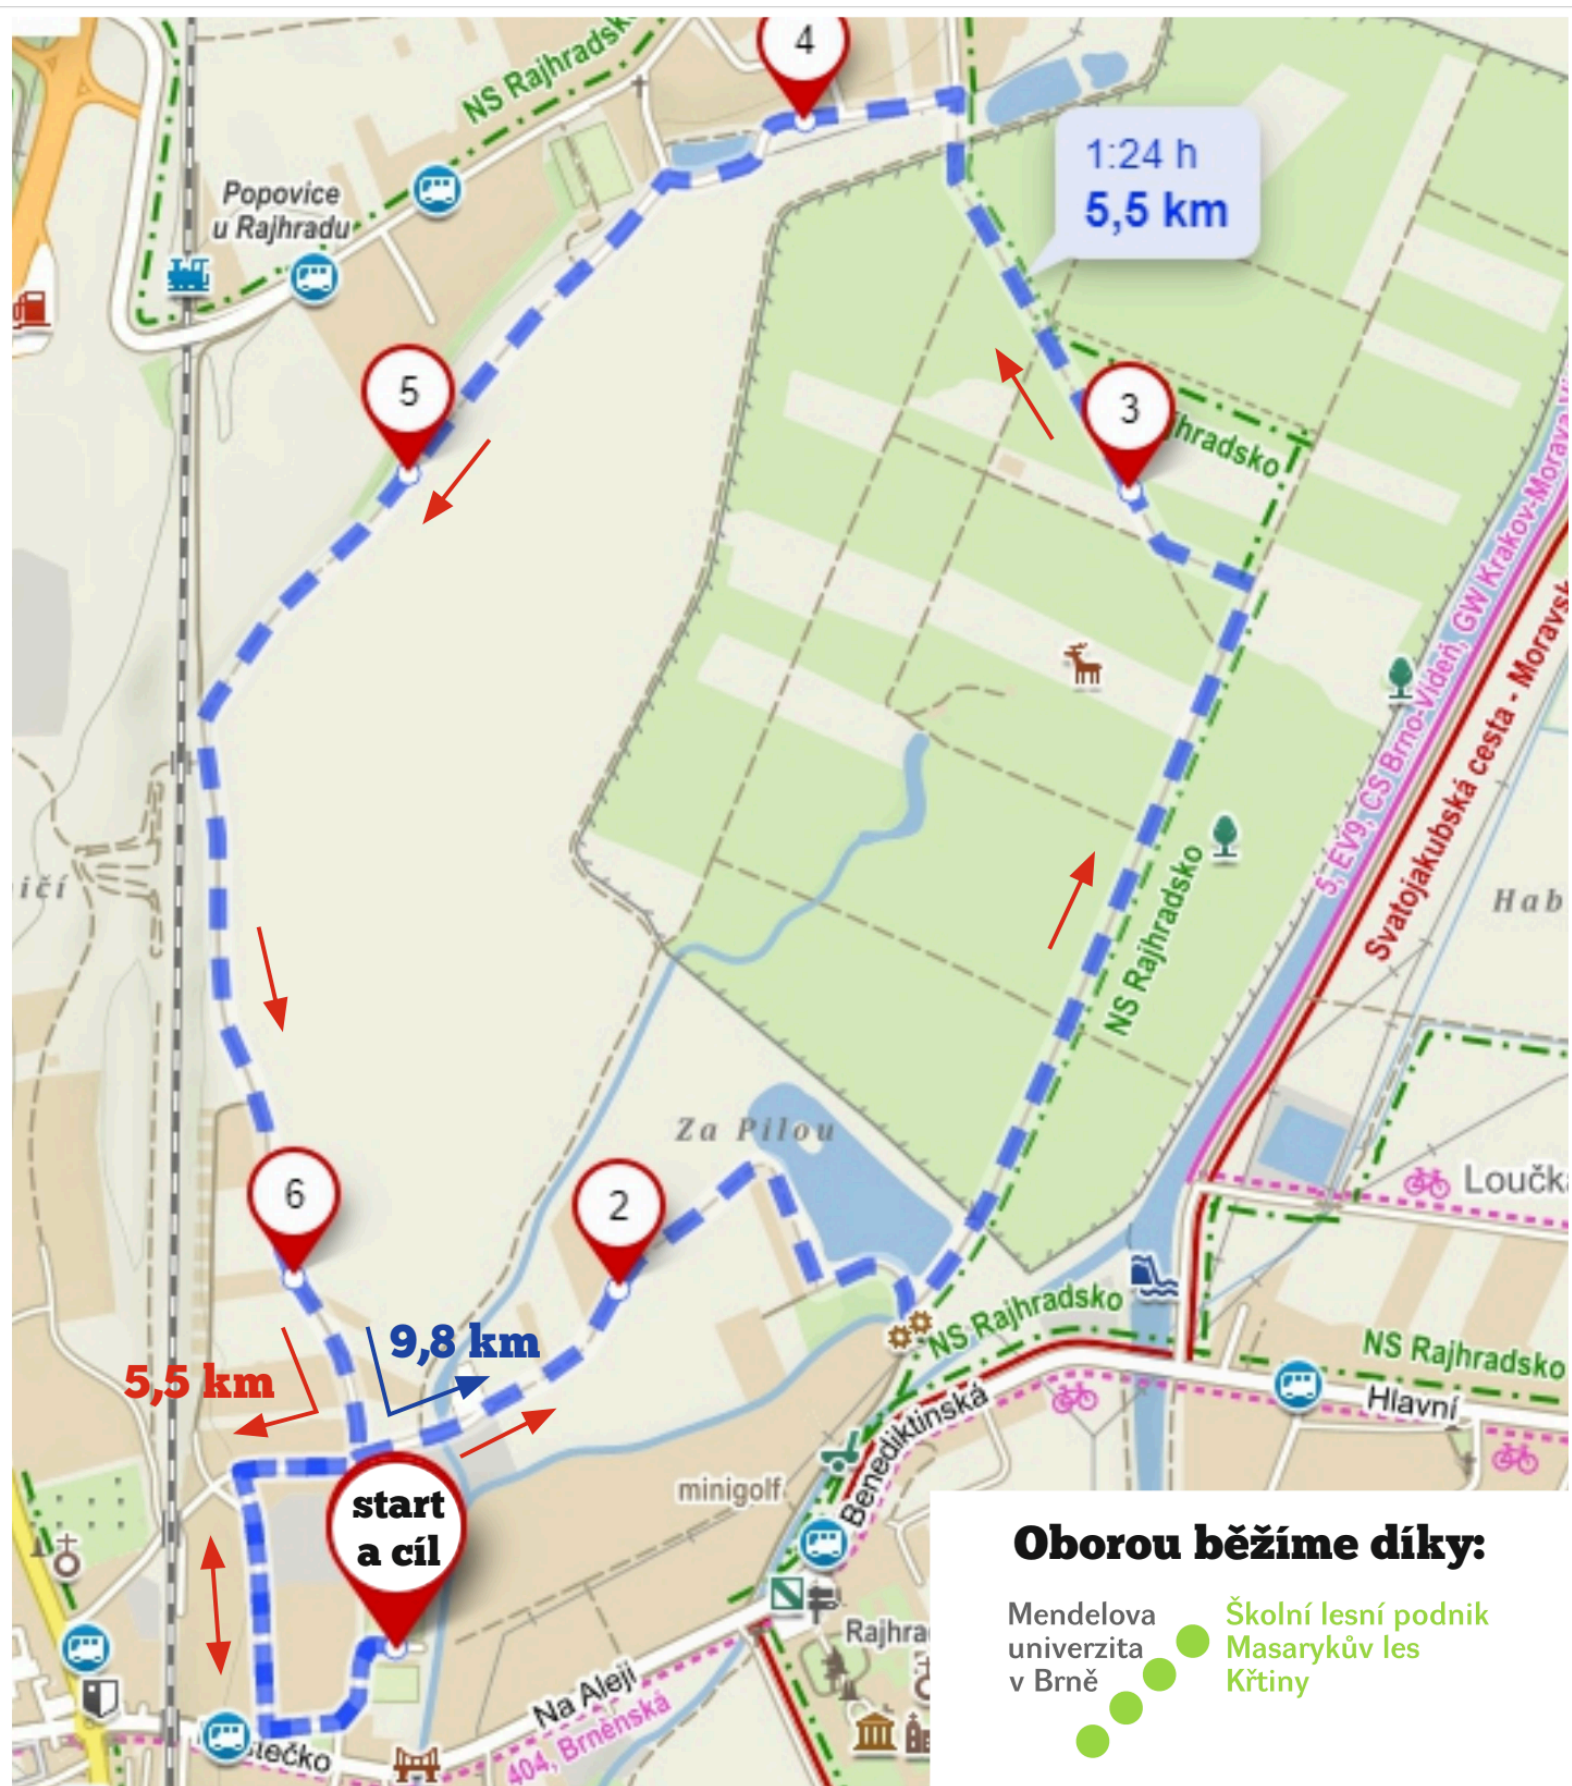 4
NS Rajhradsko
1:24 h
5,5 km
Popovice
u Rajhradu
5
3
hradsko
5, EV9, ČS Brno-Vídeň, GW Krakov-Morava
Svatojakubská cesta - Moravsk
NS Rajhradsko
ičí
Hab
Za Pilou
6
2
Loučk
NS Rajhradsko
9,8 km
5,5 km
NS Rajhradsko
Hlavní
Benediktinská
minigolf
start
a cíl
Oborou běžíme díky:
Mendelova
univerzita
v Brně
Školní lesní podnik
Masarykův les
Křtiny
Rajhra
Na Aleji
404, Brněnská
ečko